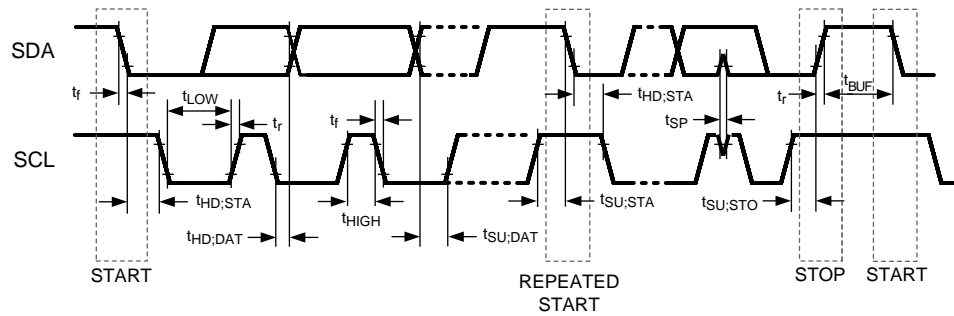 SDA
t_f
t_LOW
t_r
t_f
t_HD;STA
t_SP
t_r
t_BUF
SCL
t_HD;STA
t_HD;DAT
t_HIGH
t_SU;DAT
t_SU;STA
t_SU;STO
START
REPEATED
START
STOP
START